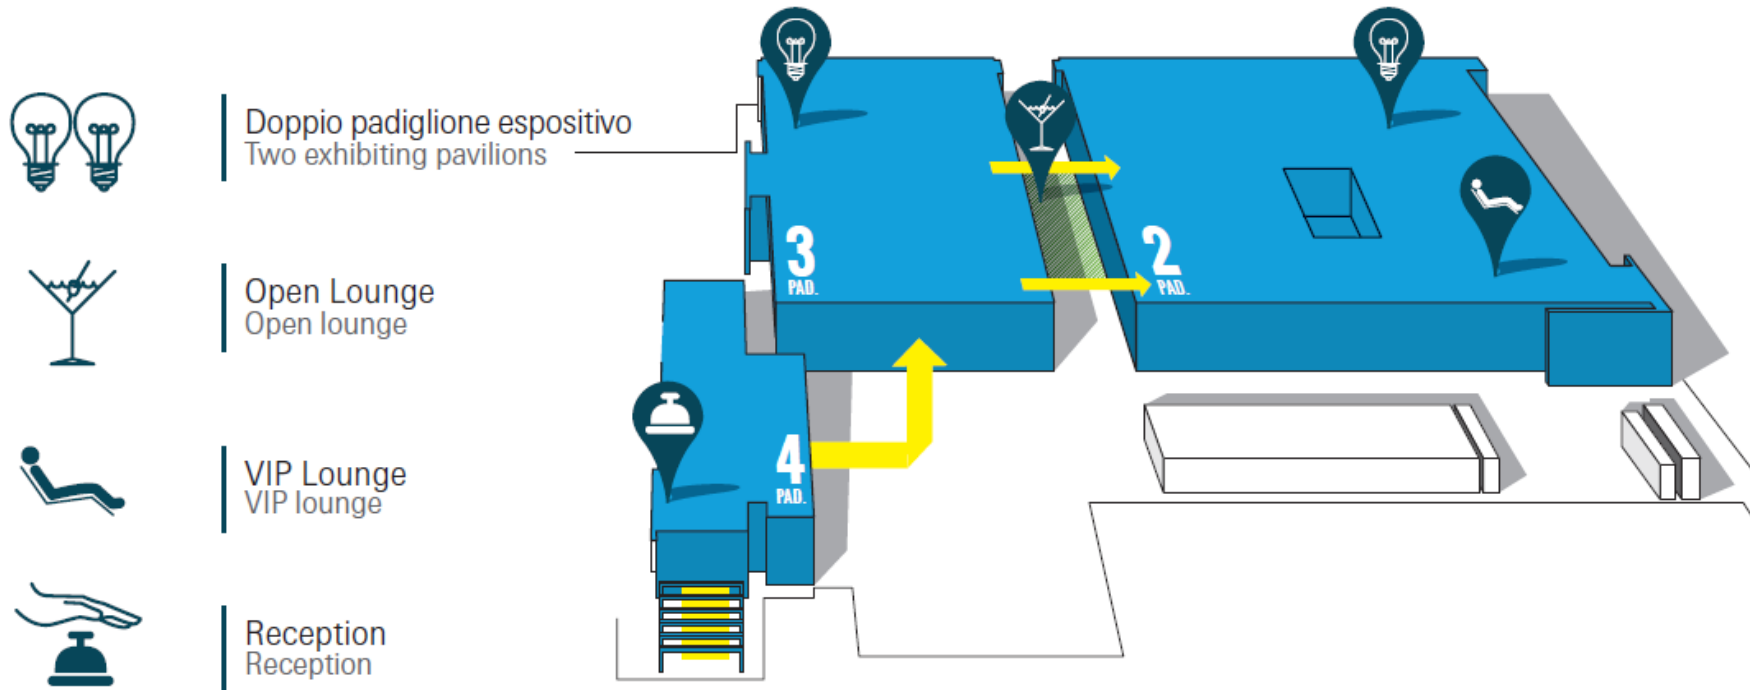 Doppio padiglione espositivo
Two exhibiting pavilions
Open Lounge
Open lounge
VIP Lounge
VIP lounge
Reception
Reception
3
PAD.
2
PAD.
4
PAD.